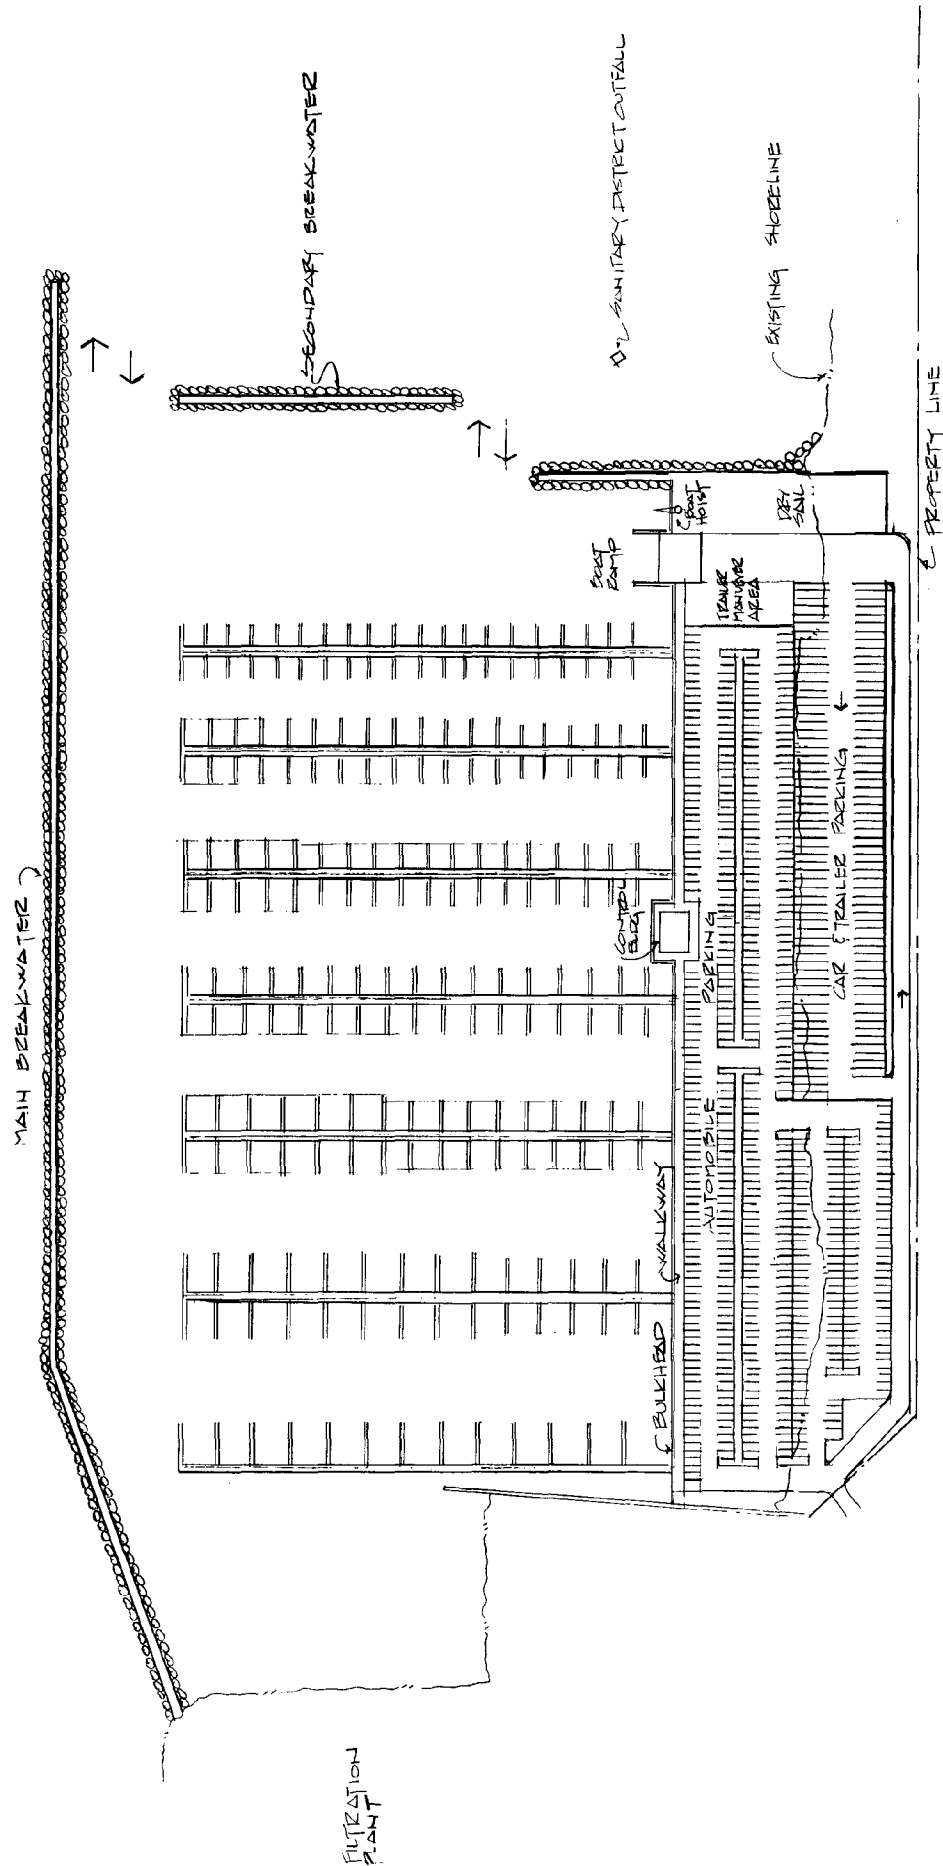 MAIN BREAKWATER
SECONDARY BREAKWATER
SANITARY DISTRICT OUTFALL
EXISTING SHORELINE
PROPERTY LINE
BOAT
HOIST
DRY
SAIL
BOAT
RAMP
TRAILER
MANUVER
AREA
CONTROL
BLDG
AUTOMOBILE PARKING
CAR & TRAILER PARKING
BULKHEAD
WALKWAY
FILTRATION
PLANT